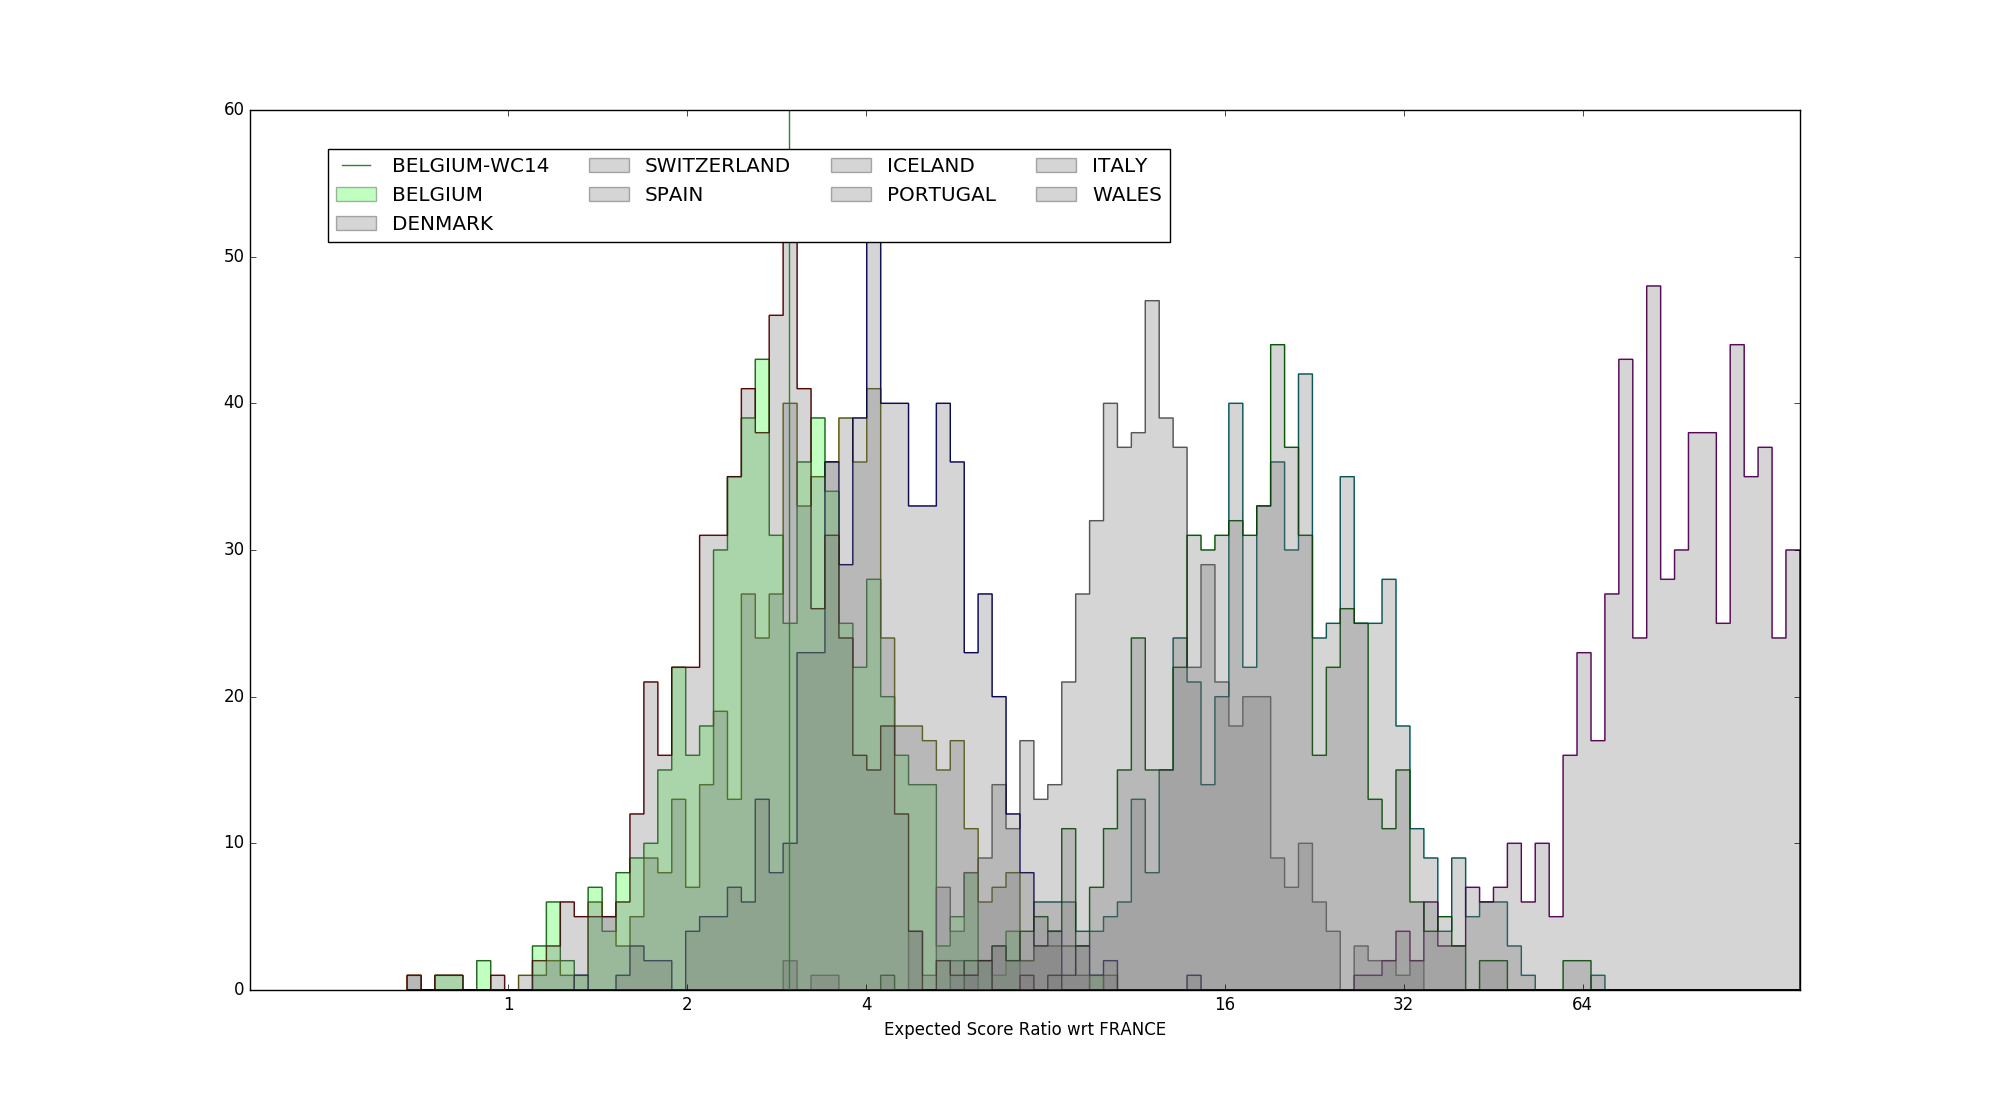 60
BELGIUM-WC14 SWITZERLAND ICELAND ITALY
BELGIUM SPAIN PORTUGAL WALES
DENMARK
50
40
30
20
10
0
1 2 4 16 32 64
Expected Score Ratio wrt FRANCE